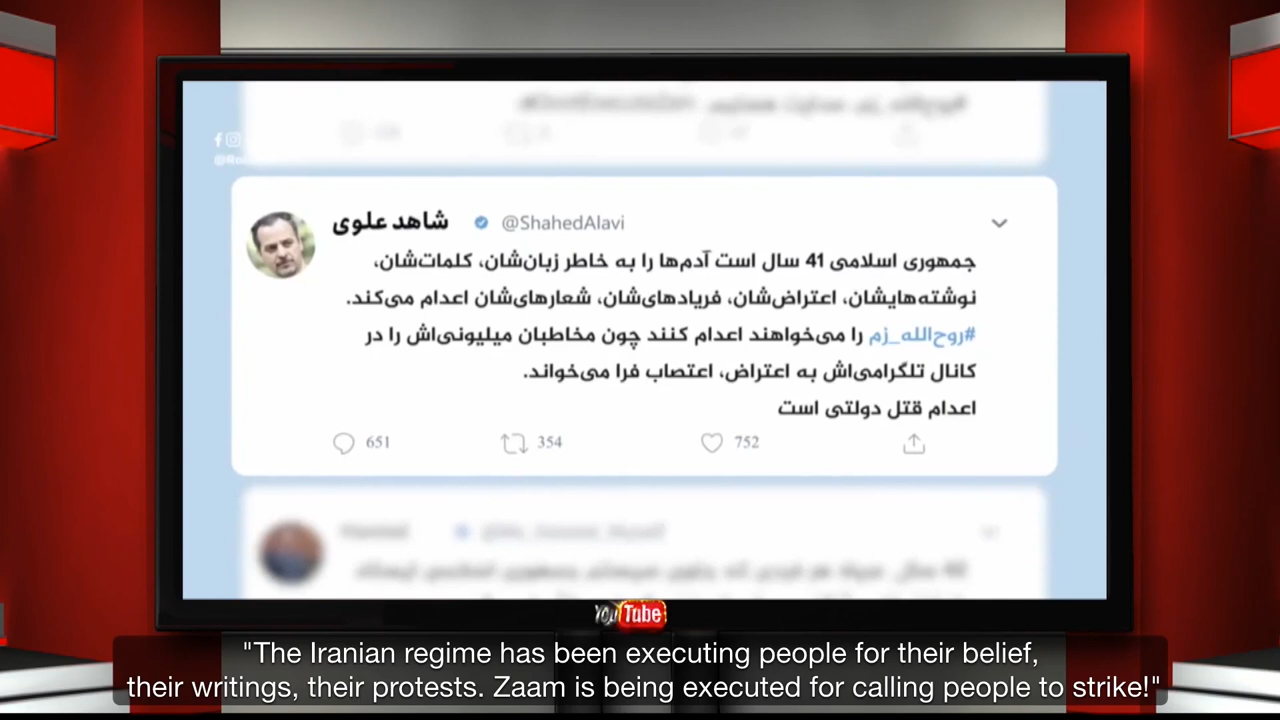 شاهد علوی @ShahedAlavi
جمهوری اسلامی 41 سال است آدم‌ها را به خاطر زبان‌شان، کلمات‌شان،
نوشته‌هایشان، اعتراض‌شان، فریادهای‌شان، شعارهای‌شان اعدام می‌کند.
#روح‌الله_زم را می‌خواهند اعدام کنند چون مخاطبان میلیونی‌اش را در
کانال تلگرامی‌اش به اعتراض، اعتصاب فرا می‌خواند.
اعدام قتل دولتی است
651 354 752
YouTube
"The Iranian regime has been executing people for their belief,
their writings, their protests. Zaam is being executed for calling people to strike!"